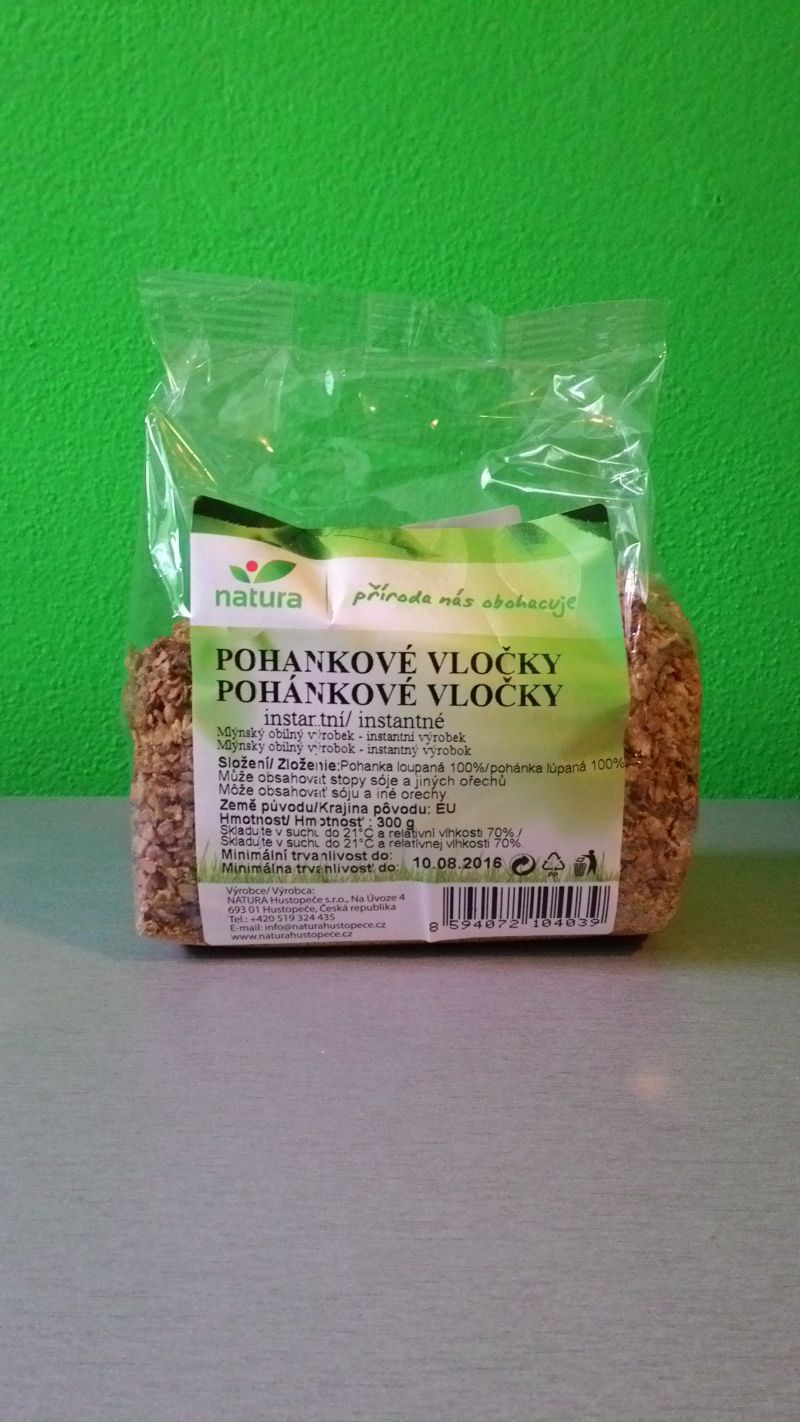 natura
příroda nás obohacuje
POHANKOVÉ VLOČKY
POHÁNKOVÉ VLOČKY
instantní/ instantné
Mlýnský obilný výrobek - instantní výrobek
Mlýnský obilný výrobok - instantný výrobok
Složení/ Zloženie:Pohanka loupaná 100%/pohánka lúpaná 100%
Může obsahovat stopy sóje a jiných ořechů
Môže obsahovať sóju a iné orechy.
Země původu/Krajina pôvodu: EU
Hmotnost/ Hmotnosť : 300 g
Skladujte v suchu do 21°C a relativní vlhkosti 70%./
Skladujte v suchu do 21°C a relatívnej vlhkosti 70%.
Minimální trvanlivost do:
Minimálna trvanlivosť do: 10.08.2016
PP
Výrobce/ Výrobca:
NATURA Hustopeče s.r.o., Na Úvoze 4
693 01 Hustopeče, Česká republika
Tel.: +420 519 324 435
E-mail: info@naturahustopece.cz
www.naturahustopece.cz
8 594072 104039